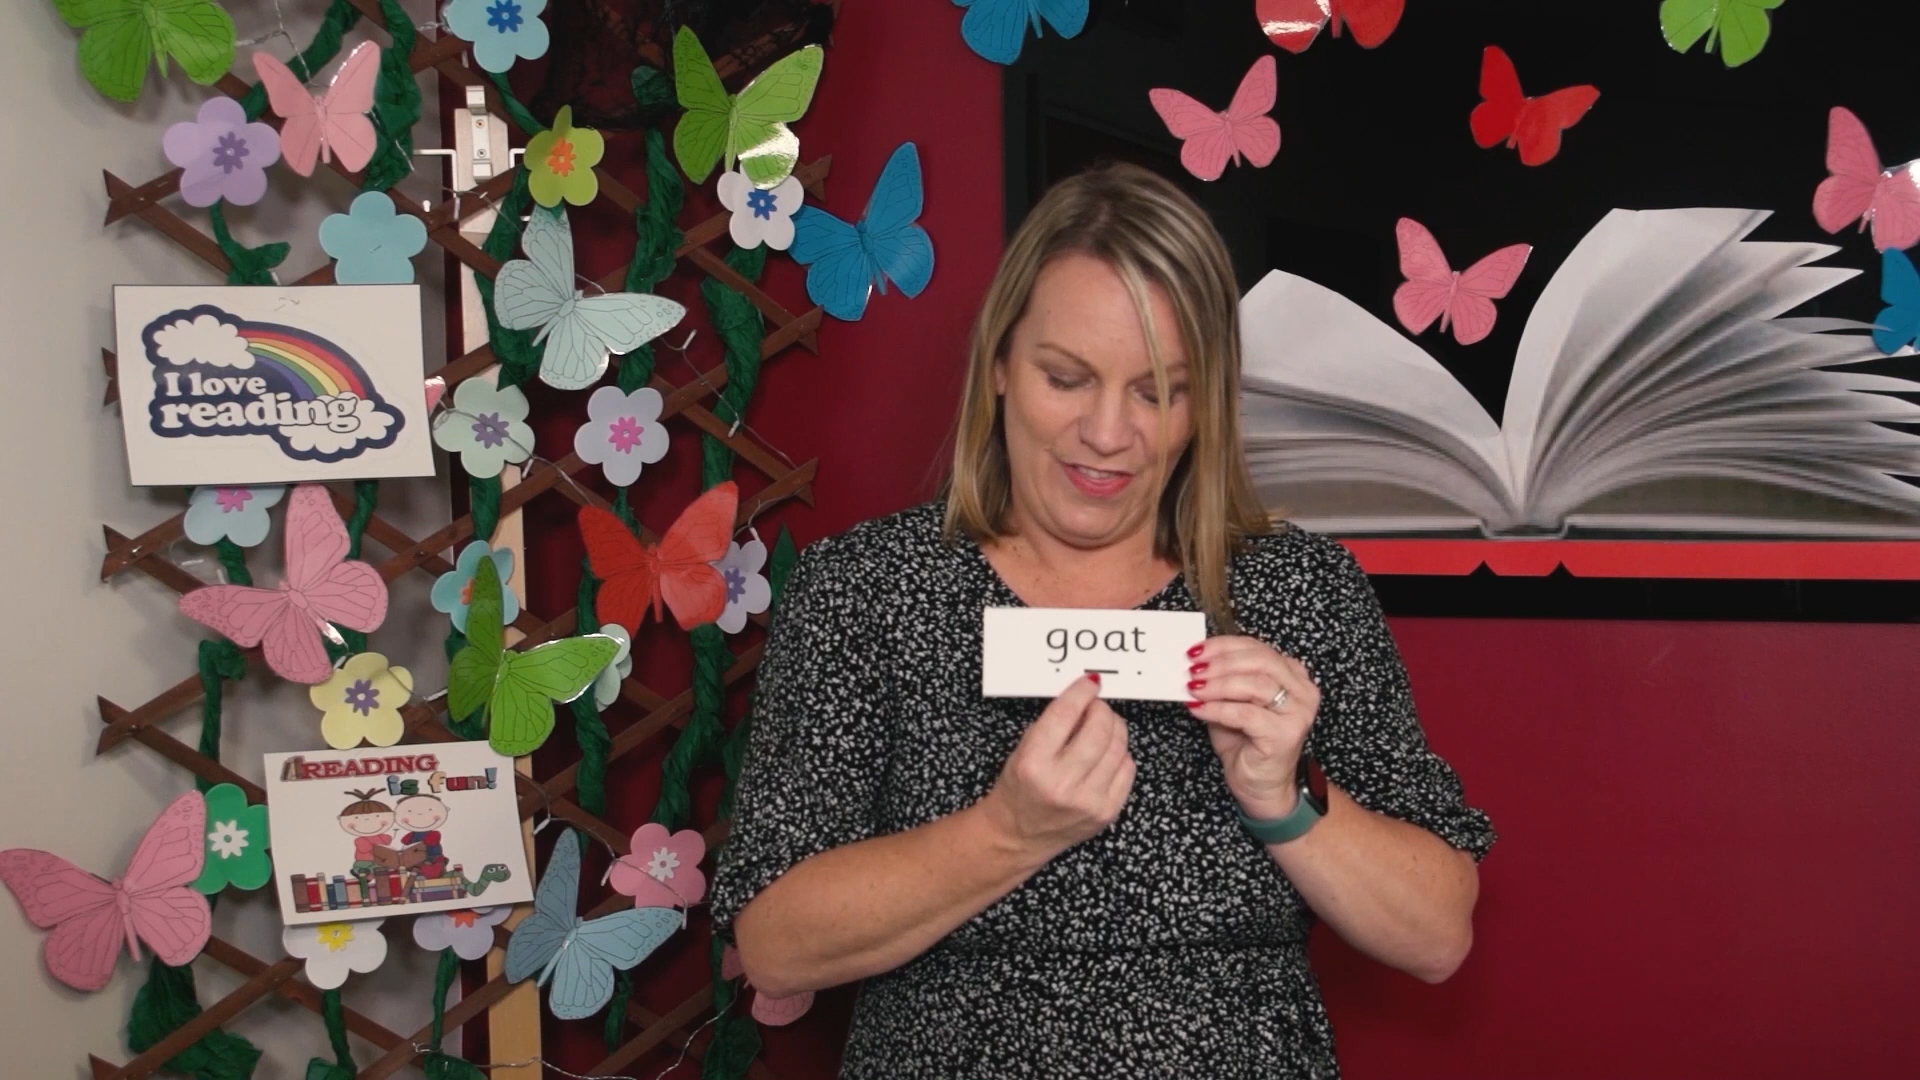 I love
reading
READING
is fun!
goat